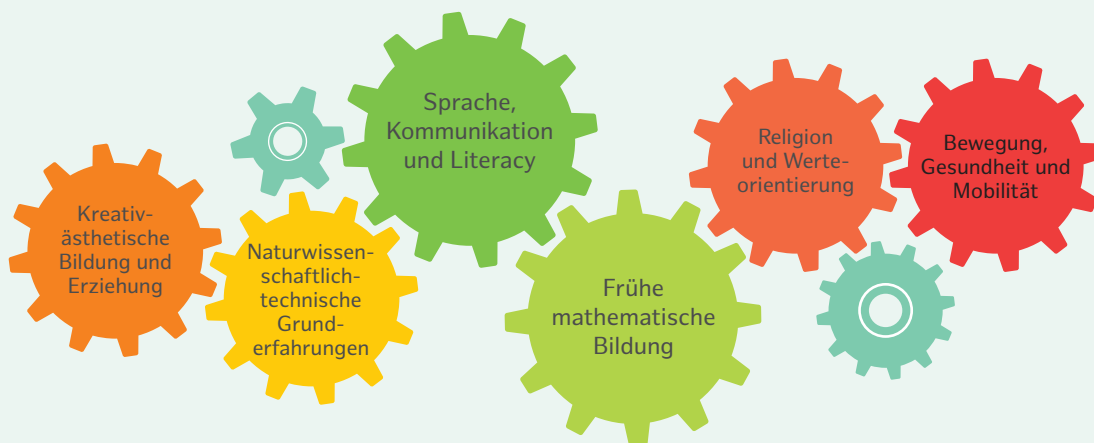 Kreativ-
ästhetische
Bildung und
Erziehung
Naturwissen-
schaftlich-
technische
Grund-
erfahrungen
Sprache,
Kommunikation
und Literacy
Frühe
mathematische
Bildung
Religion
und Werte-
orientierung
Bewegung,
Gesundheit und
Mobilität